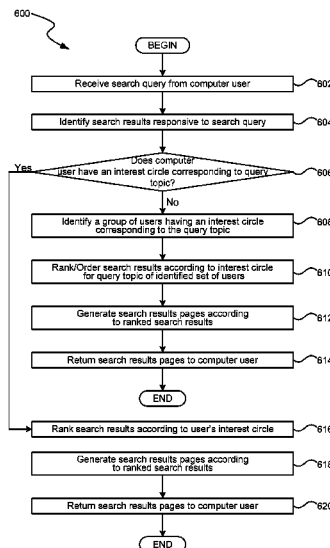 600
BEGIN
Receive search query from computer user
602
Identify search results responsive to search query
604
Does computer
user have an interest circle corresponding to query
topic?
606
Yes
No
Identify a group of users having an interest circle
corresponding to the query topic
608
Rank/Order search results according to interest circle
for query topic of identified set of users
610
Generate search results pages according
to ranked search results
612
Return search results pages to computer user
614
END
Rank search results according to user's interest circle
616
Generate search results pages according
to ranked search results
618
Return search results pages to computer user
620
END